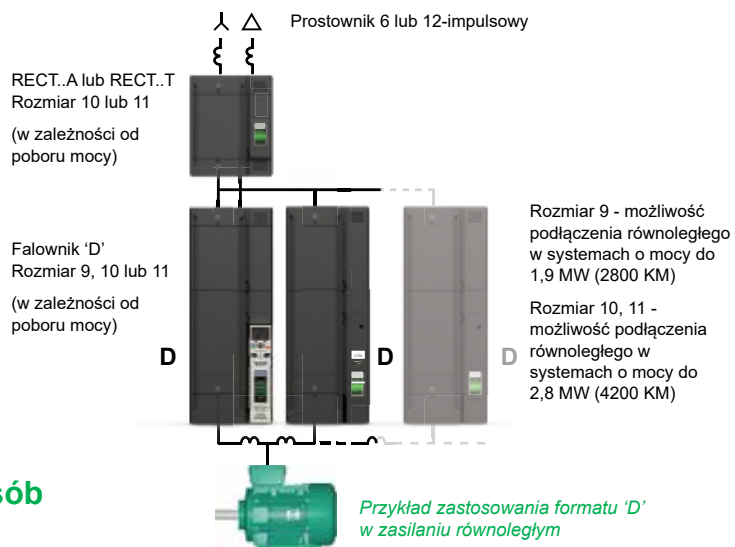 Prostownik 6 lub 12-impulsowy
RECT..A lub RECT..T
Rozmiar 10 lub 11
(w zależności od
poboru mocy)
Falownik ‘D’
Rozmiar 9, 10 lub 11
(w zależności od
poboru mocy)
D
D
D
Rozmiar 9 - możliwość
podłączenia równoległego
w systemach o mocy do
1,9 MW (2800 KM)
Rozmiar 10, 11 -
możliwość podłączenia
równoległego w
systemach o mocy do
2,8 MW (4200 KM)
sób
Przykład zastosowania formatu ‘D’
w zasilaniu równoległym